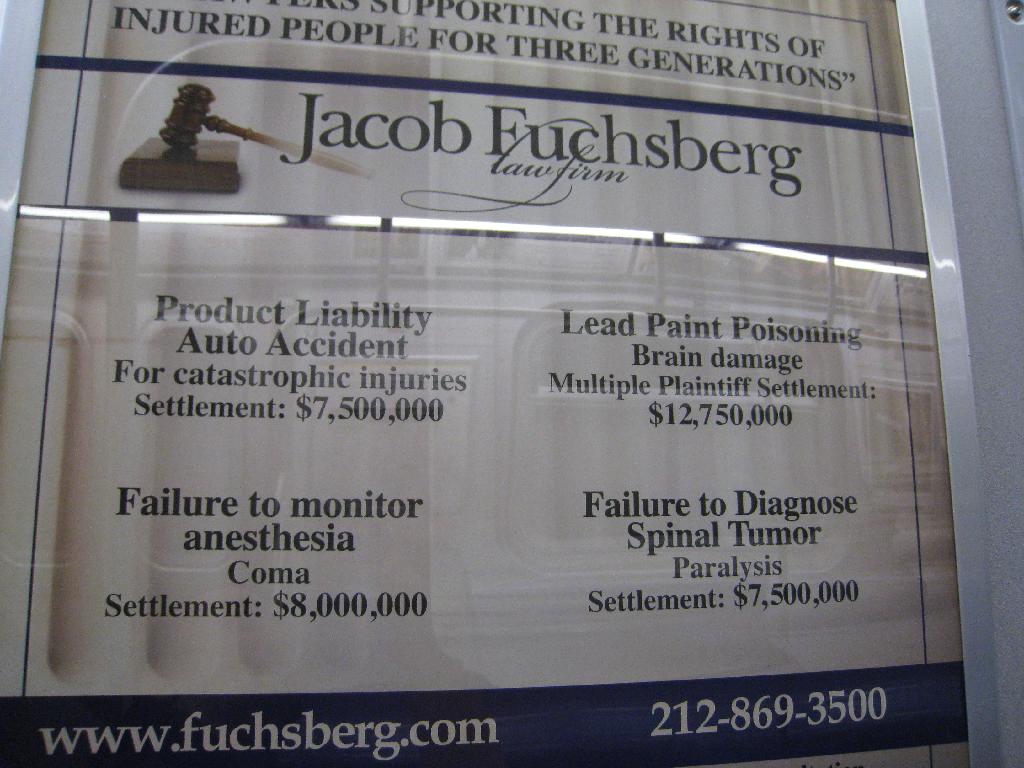 SUPPORTING THE RIGHTS OF
INJURED PEOPLE FOR THREE GENERATIONS”
Jacob Fuchsberg
law firm
Product Liability
Auto Accident
For catastrophic injuries
Settlement: $7,500,000
Lead Paint Poisoning
Brain damage
Multiple Plaintiff Settlement:
$12,750,000
Failure to monitor
anesthesia
Coma
Settlement: $8,000,000
Failure to Diagnose
Spinal Tumor
Paralysis
Settlement: $7,500,000
www.fuchsberg.com
212-869-3500